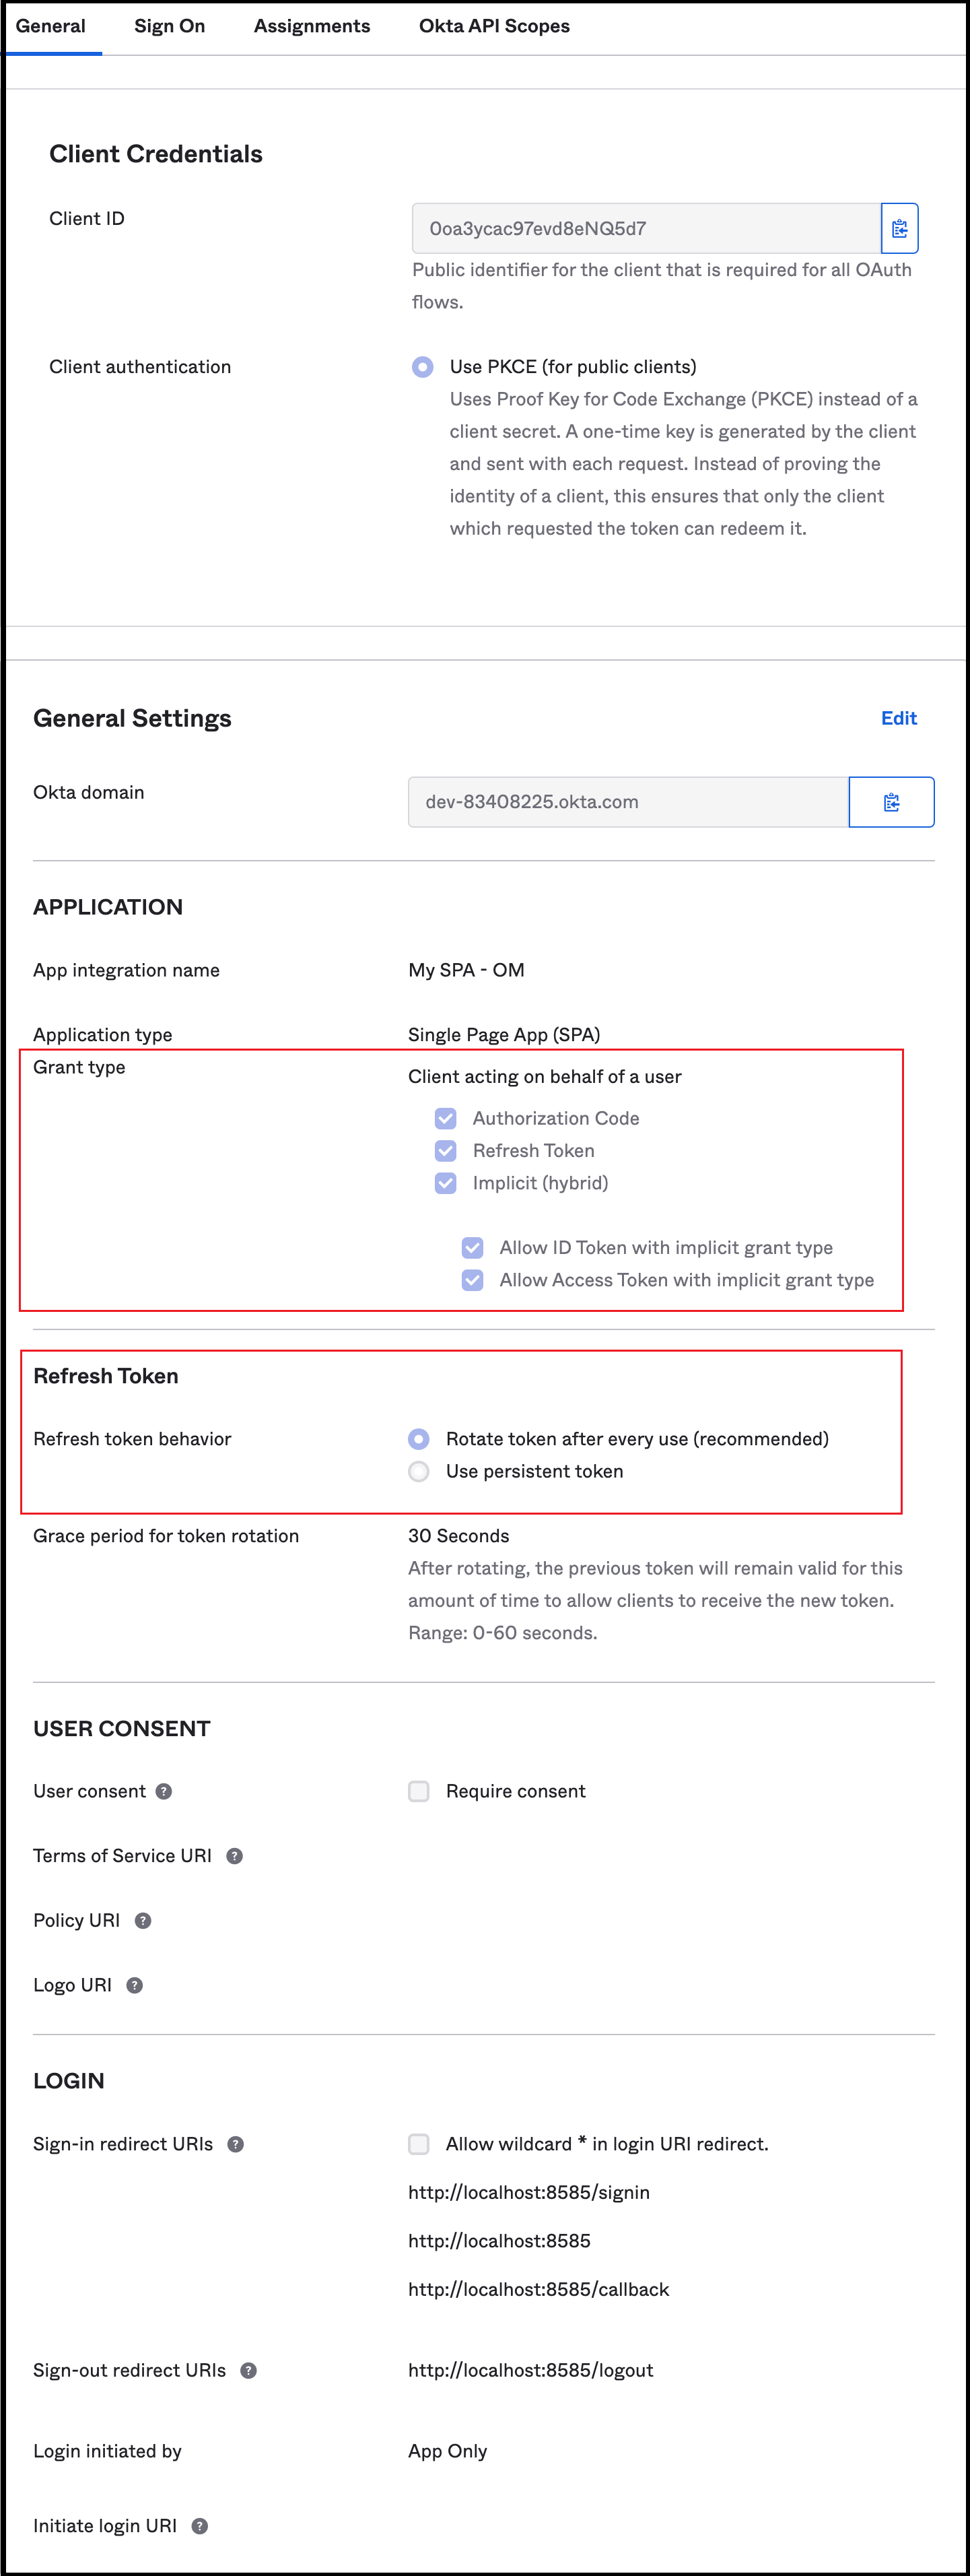 General Sign On Assignments Okta API Scopes
Client Credentials
Client ID
0oa3ycac97evd8eNQ5d7
Public identifier for the client that is required for all OAuth
flows.
Client authentication
Use PKCE (for public clients)
Uses Proof Key for Code Exchange (PKCE) instead of a
client secret. A one-time key is generated by the client
and sent with each request. Instead of proving the
identity of a client, this ensures that only the client
which requested the token can redeem it.
General Settings
Edit
Okta domain
dev-83408225.okta.com
APPLICATION
App integration name
My SPA - OM
Application type
Single Page App (SPA)
Grant type
Client acting on behalf of a user
Authorization Code
Refresh Token
Implicit (hybrid)
Allow ID Token with implicit grant type
Allow Access Token with implicit grant type
Refresh Token
Refresh token behavior
Rotate token after every use (recommended)
Use persistent token
Grace period for token rotation
30 Seconds
After rotating, the previous token will remain valid for this
amount of time to allow clients to receive the new token.
Range: 0-60 seconds.
USER CONSENT
User consent ?
Require consent
Terms of Service URI ?
Policy URI ?
Logo URI ?
LOGIN
Sign-in redirect URIs ?
Allow wildcard * in login URI redirect.
http://localhost:8585/signin
http://localhost:8585
http://localhost:8585/callback
Sign-out redirect URIs ?
http://localhost:8585/logout
Login initiated by
App Only
Initiate login URI ?